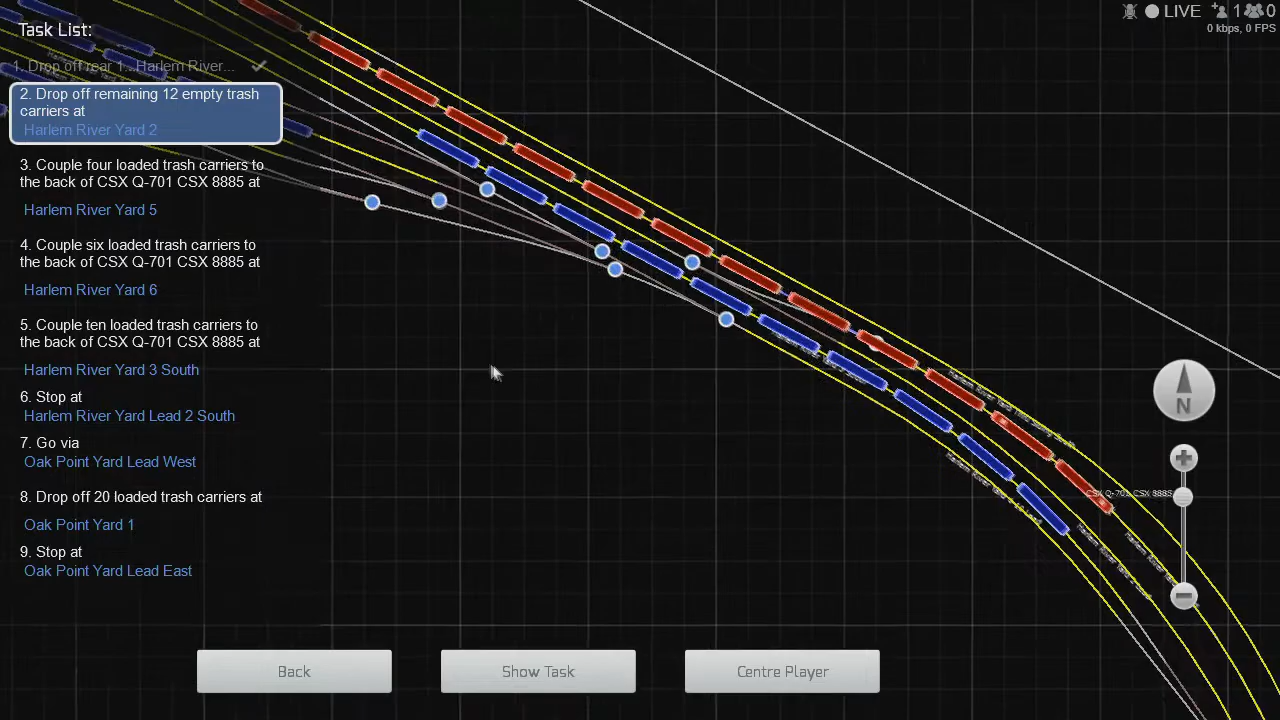 Task List:
LIVE 1 0
0 kbps, 0 FPS
1. Drop off rear 1...Harlem River...
2. Drop off remaining 12 empty trash
carriers at
Harlem River Yard 2
3. Couple four loaded trash carriers to
the back of CSX Q-701 CSX 8885 at
Harlem River Yard 5
4. Couple six loaded trash carriers to
the back of CSX Q-701 CSX 8885 at
Harlem River Yard 6
5. Couple ten loaded trash carriers to
the back of CSX Q-701 CSX 8885 at
Harlem River Yard 3 South
6. Stop at
Harlem River Yard Lead 2 South
7. Go via
Oak Point Yard Lead West
8. Drop off 20 loaded trash carriers at
Oak Point Yard 1
9. Stop at
Oak Point Yard Lead East
CSX Q-701 CSX 8885
N
Back
Show Task
Centre Player